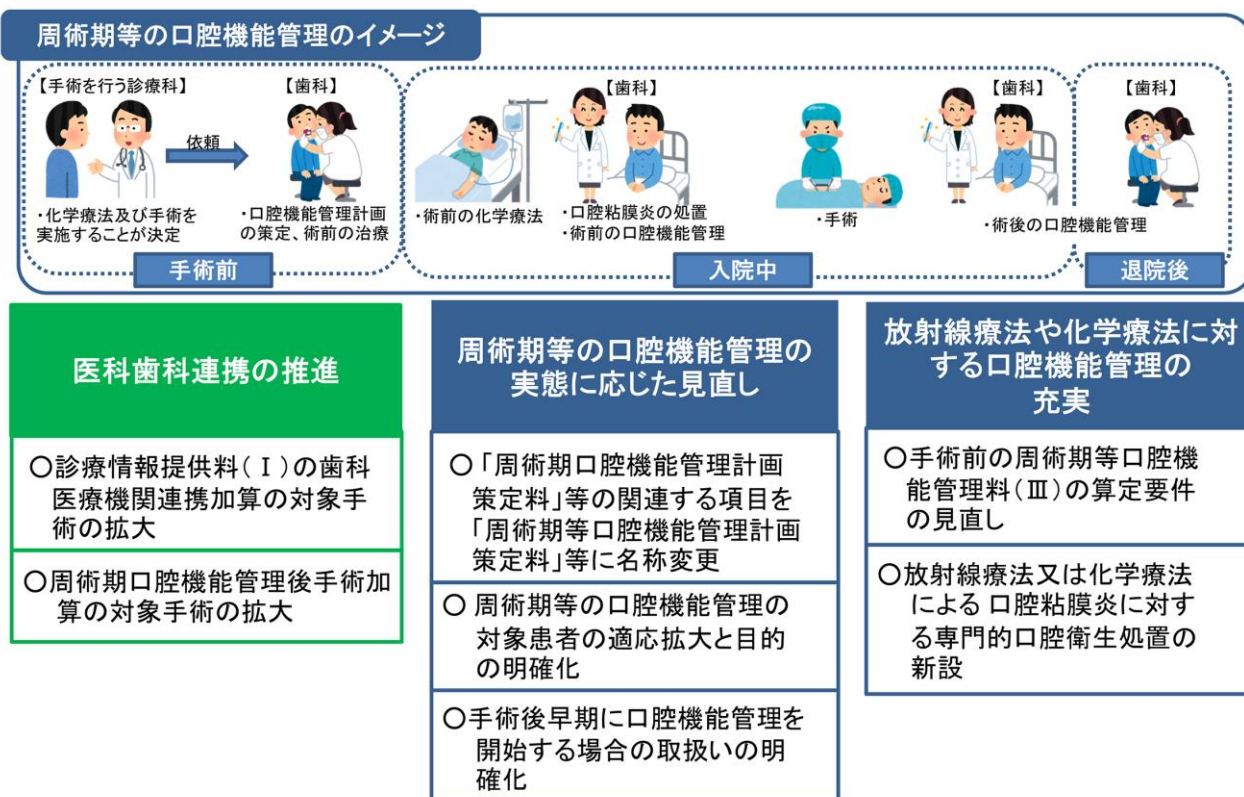 周術期等の口腔機能管理のイメージ
【手術を行う診療科】
依頼
・化学療法及び手術を
実施することが決定
【歯科】
・口腔機能管理計画
の策定、術前の治療
手術前
・術前の化学療法
【歯科】
・口腔粘膜炎の処置
・術前の口腔機能管理
・手術
【歯科】
・術後の口腔機能管理
入院中
【歯科】
退院後
医科歯科連携の推進
〇診療情報提供料(Ⅰ)の歯科
医療機関連携加算の対象手
術の拡大
〇周術期口腔機能管理後手術加
算の対象手術の拡大
周術期等の口腔機能管理の
実態に応じた見直し
〇「周術期口腔機能管理計画
策定料」等の関連する項目を
「周術期等口腔機能管理計画
策定料」等に名称変更
〇 周術期等の口腔機能管理の
対象患者の適応拡大と目的
の明確化
〇手術後早期に口腔機能管理を
開始する場合の取扱いの明
確化
放射線療法や化学療法に対
する口腔機能管理の
充実
〇手術前の周術期等口腔機
能管理料(Ⅲ)の算定要件
の見直し
〇放射線療法又は化学療法
による 口腔粘膜炎に対す
る専門的口腔衛生処置の
新設